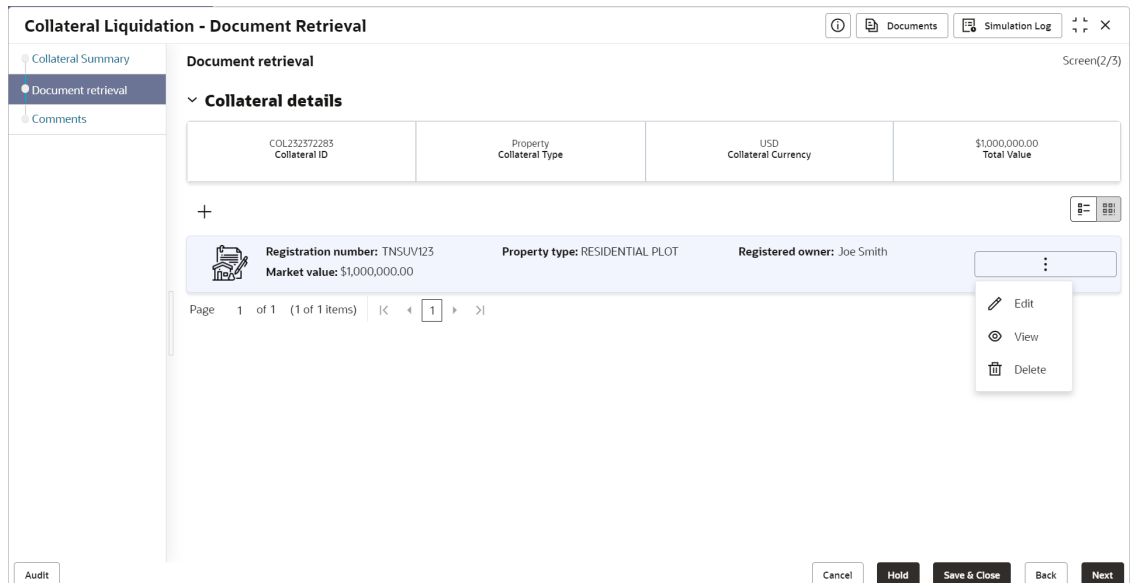 Collateral Liquidation - Document Retrieval
Documents
Simulation Log
Collateral Summary
Document retrieval
Comments
Document retrieval
Screen(2/3)
Collateral details
COL232372283
Collateral ID
Property
Collateral Type
USD
Collateral Currency
$1,000,000.00
Total Value
Registration number: TNSUV123 Property type: RESIDENTIAL PLOT Registered owner: Joe Smith
Market value: $1,000,000.00
Page 1 of 1 (1 of 1 items) 1
Edit
View
Delete
Audit
Cancel
Hold
Save & Close
Back
Next